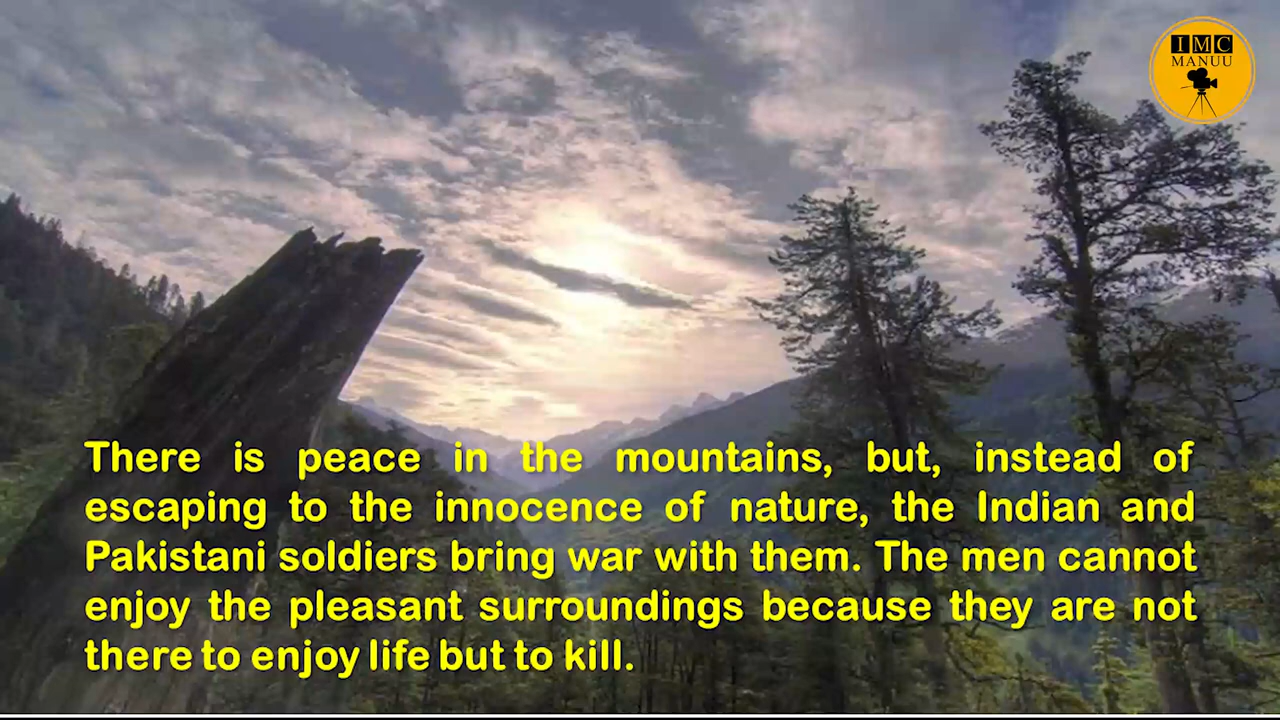 IMC
MANUU
There is peace in the mountains, but, instead of
escaping to the innocence of nature, the Indian and
Pakistani soldiers bring war with them. The men cannot
enjoy the pleasant surroundings because they are not
there to enjoy life but to kill.